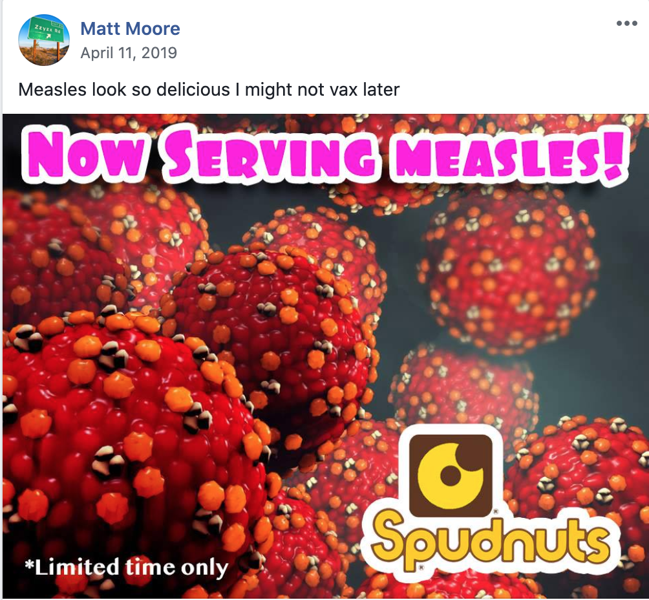 Matt Moore
April 11, 2019
Measles look so delicious I might not vax later
Now Serving measles!
Spudnuts
*Limited time only